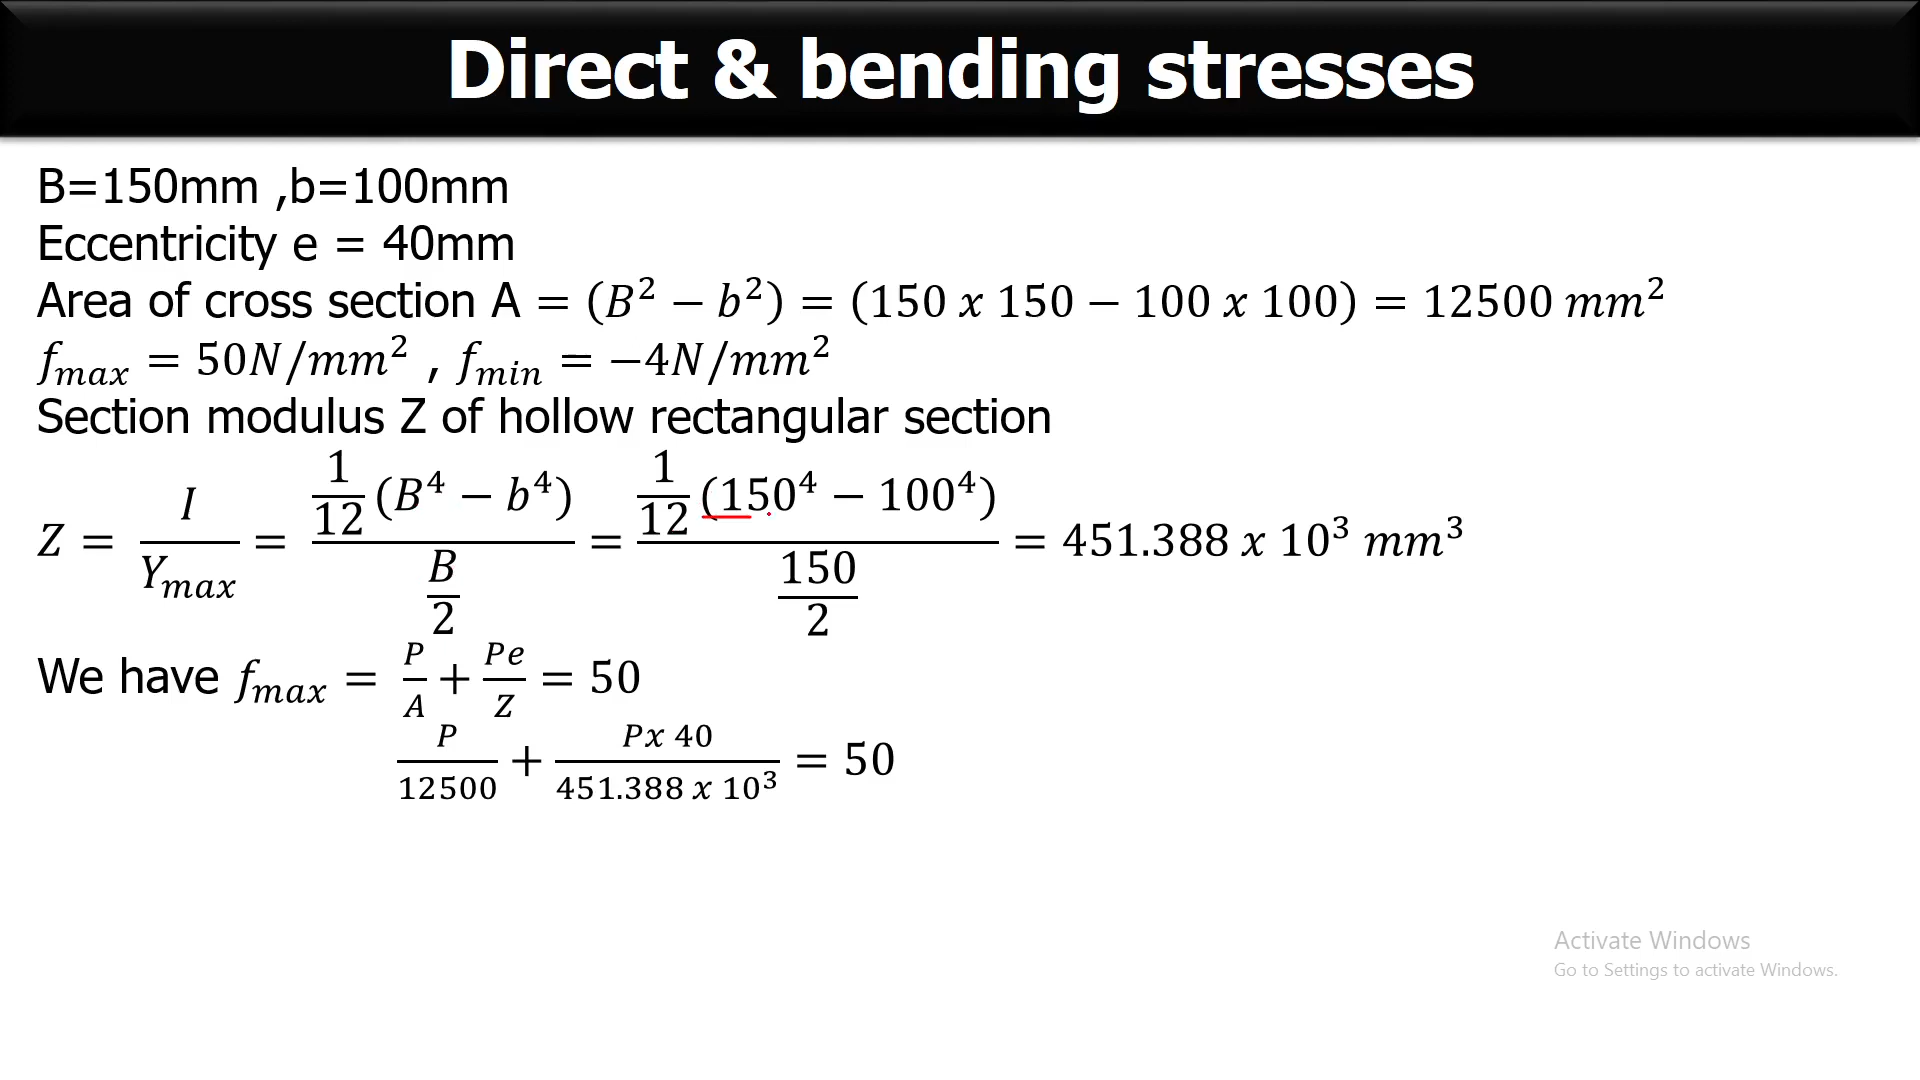 Direct & bending stresses
B=150mm ,b=100mm
Eccentricity e = 40mm
Area of cross section A = (B² − b²) = (150 x 150 − 100 x 100) = 12500 mm²
f_max = 50N/mm² , f_min = −4N/mm²
Section modulus Z of hollow rectangular section
Z = I/Y_max = (1/12 (B⁴ − b⁴))/(B/2) = (1/12 (150⁴ − 100⁴))/(150/2) = 451.388 x 10³ mm³
We have f_max = P/A + Pe/Z = 50
P/12500 + Px 40/451.388 x 10³ = 50
Activate Windows
Go to Settings to activate Windows.